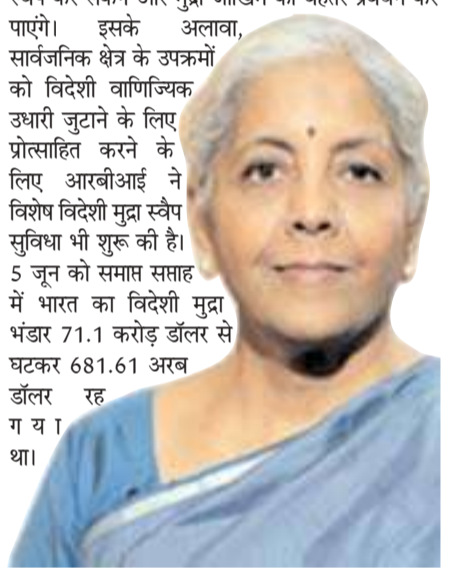 पाएंगे। इसके अलावा,
सार्वजनिक क्षेत्र के उपक्रमों
को विदेशी वाणिज्यिक
उधारी जुटाने के लिए
प्रोत्साहित करने के
लिए आरबीआई ने
विशेष विदेशी मुद्रा स्वैप
सुविधा भी शुरू की है।
5 जून को समाप्त सप्ताह
में भारत का विदेशी मुद्रा
भंडार 71.1 करोड़ डॉलर से
घटकर 681.61 अरब
डॉलर रह
ग य ा
था।